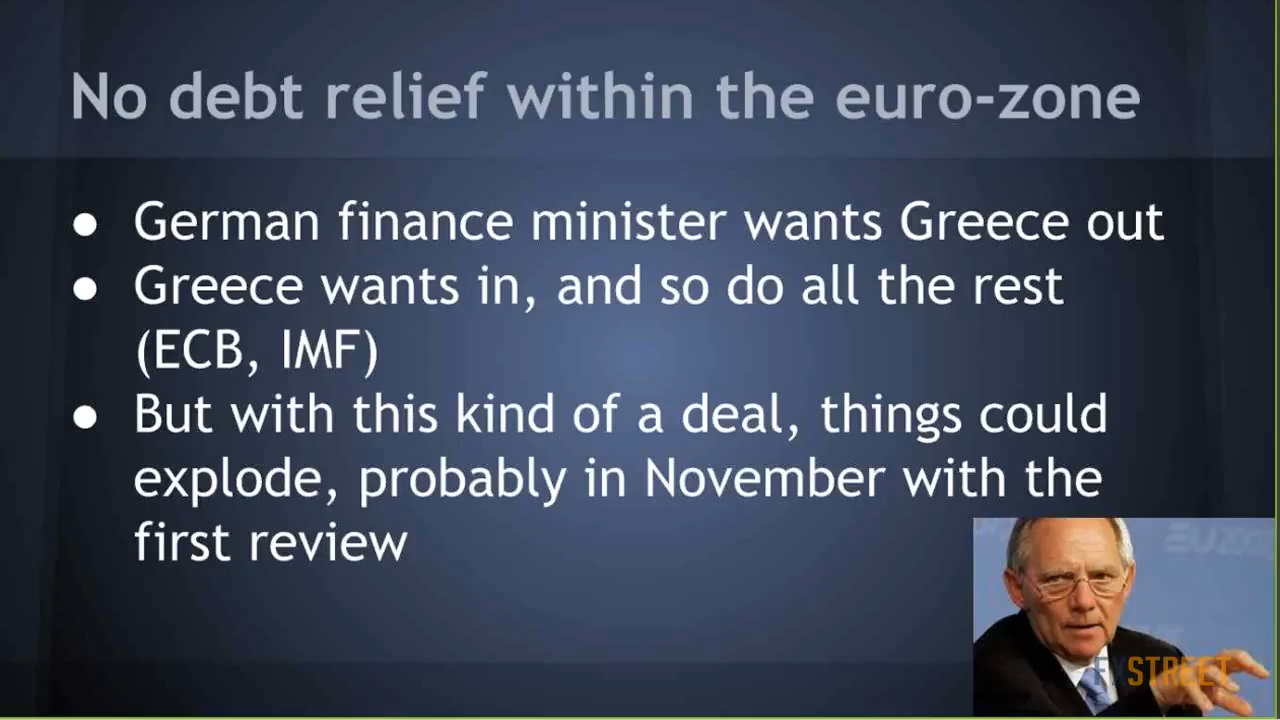 No debt relief within the euro-zone
● German finance minister wants Greece out
● Greece wants in, and so do all the rest
(ECB, IMF)
● But with this kind of a deal, things could
explode, probably in November with the
first review
FXSTREET